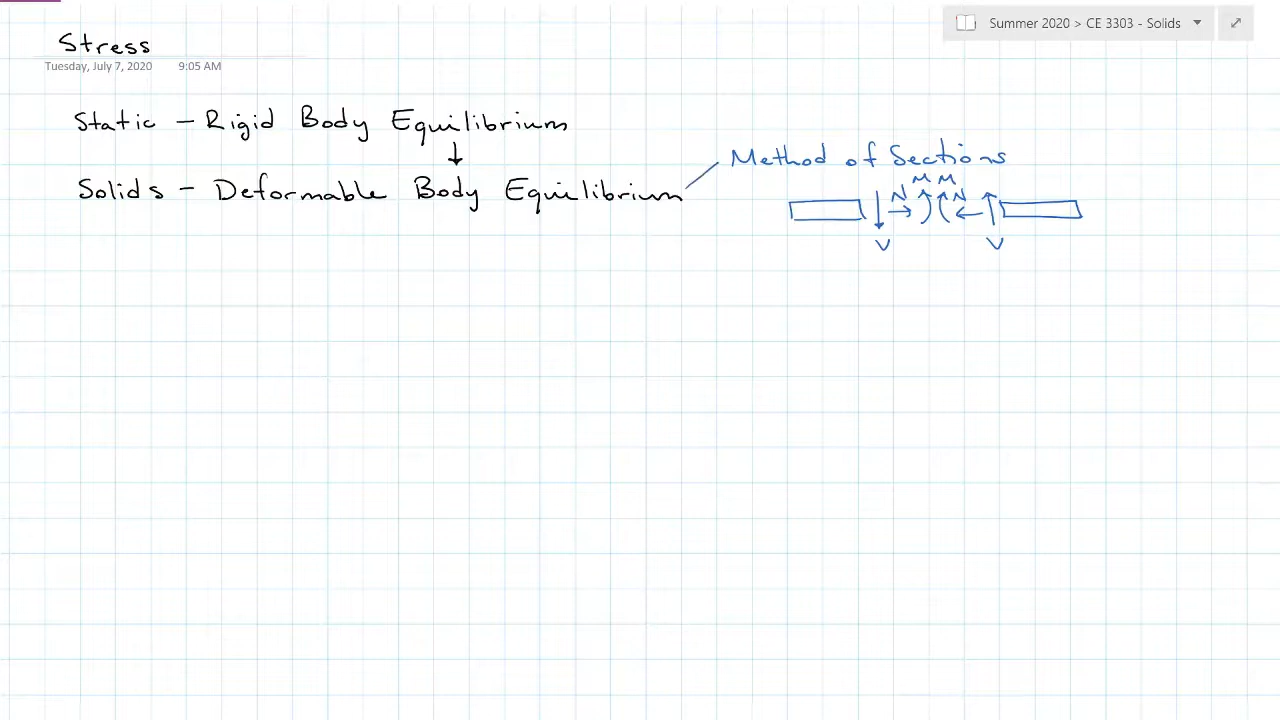 Summer 2020 > CE 3303 - Solids
Stress
Tuesday, July 7, 2020 9:05 AM
Static - Rigid Body Equilibrium
Method of Sections
Solids - Deformable Body Equilibrium
M M
N N
V V